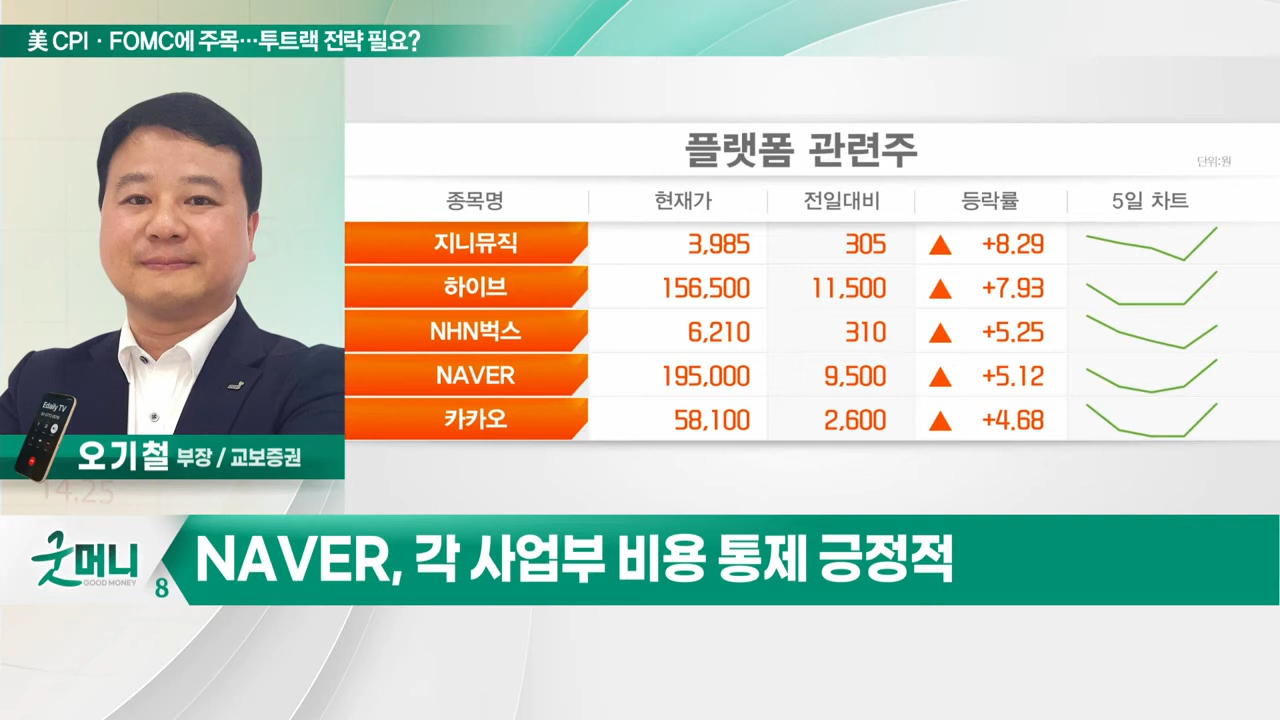 美 CPI · FOMC에 주목…투트랙 전략 필요?
플랫폼 관련주
단위:원
종목명 현재가 전일대비 등락률 5일 차트
지니뮤직 3,985 305 ▲ +8.29
하이브 156,500 11,500 ▲ +7.93
NHN벅스 6,210 310 ▲ +5.25
NAVER 195,000 9,500 ▲ +5.12
카카오 58,100 2,600 ▲ +4.68
Edaily TV
오기철 부장 / 교보증권
14.25
굿머니
GOOD MONEY
8
NAVER, 각 사업부 비용 통제 긍정적